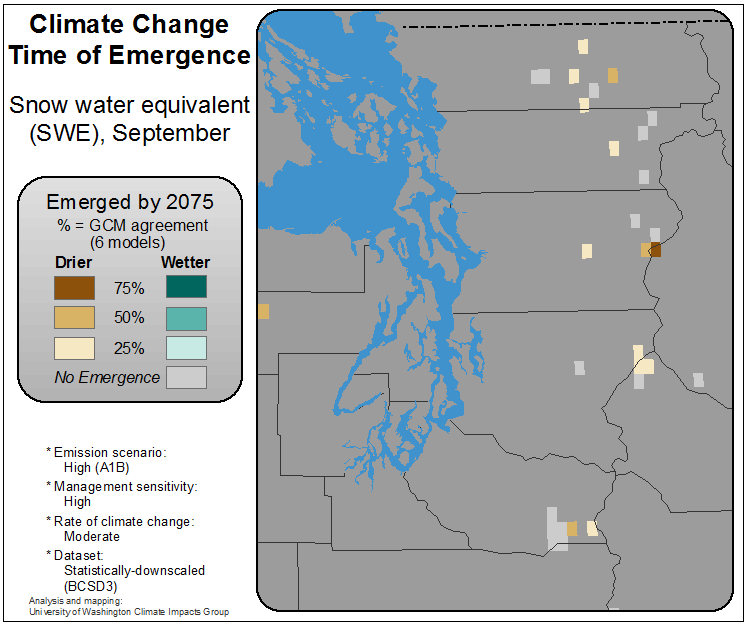 Climate Change
Time of Emergence
Snow water equivalent
(SWE), September
Emerged by 2075
% = GCM agreement
(6 models)
Drier Wetter
75%
50%
25%
No Emergence
* Emission scenario:
High (A1B)
* Management sensitivity:
High
* Rate of climate change:
Moderate
* Dataset:
Statistically-downscaled
(BCSD3)
Analysis and mapping:
University of Washington Climate Impacts Group